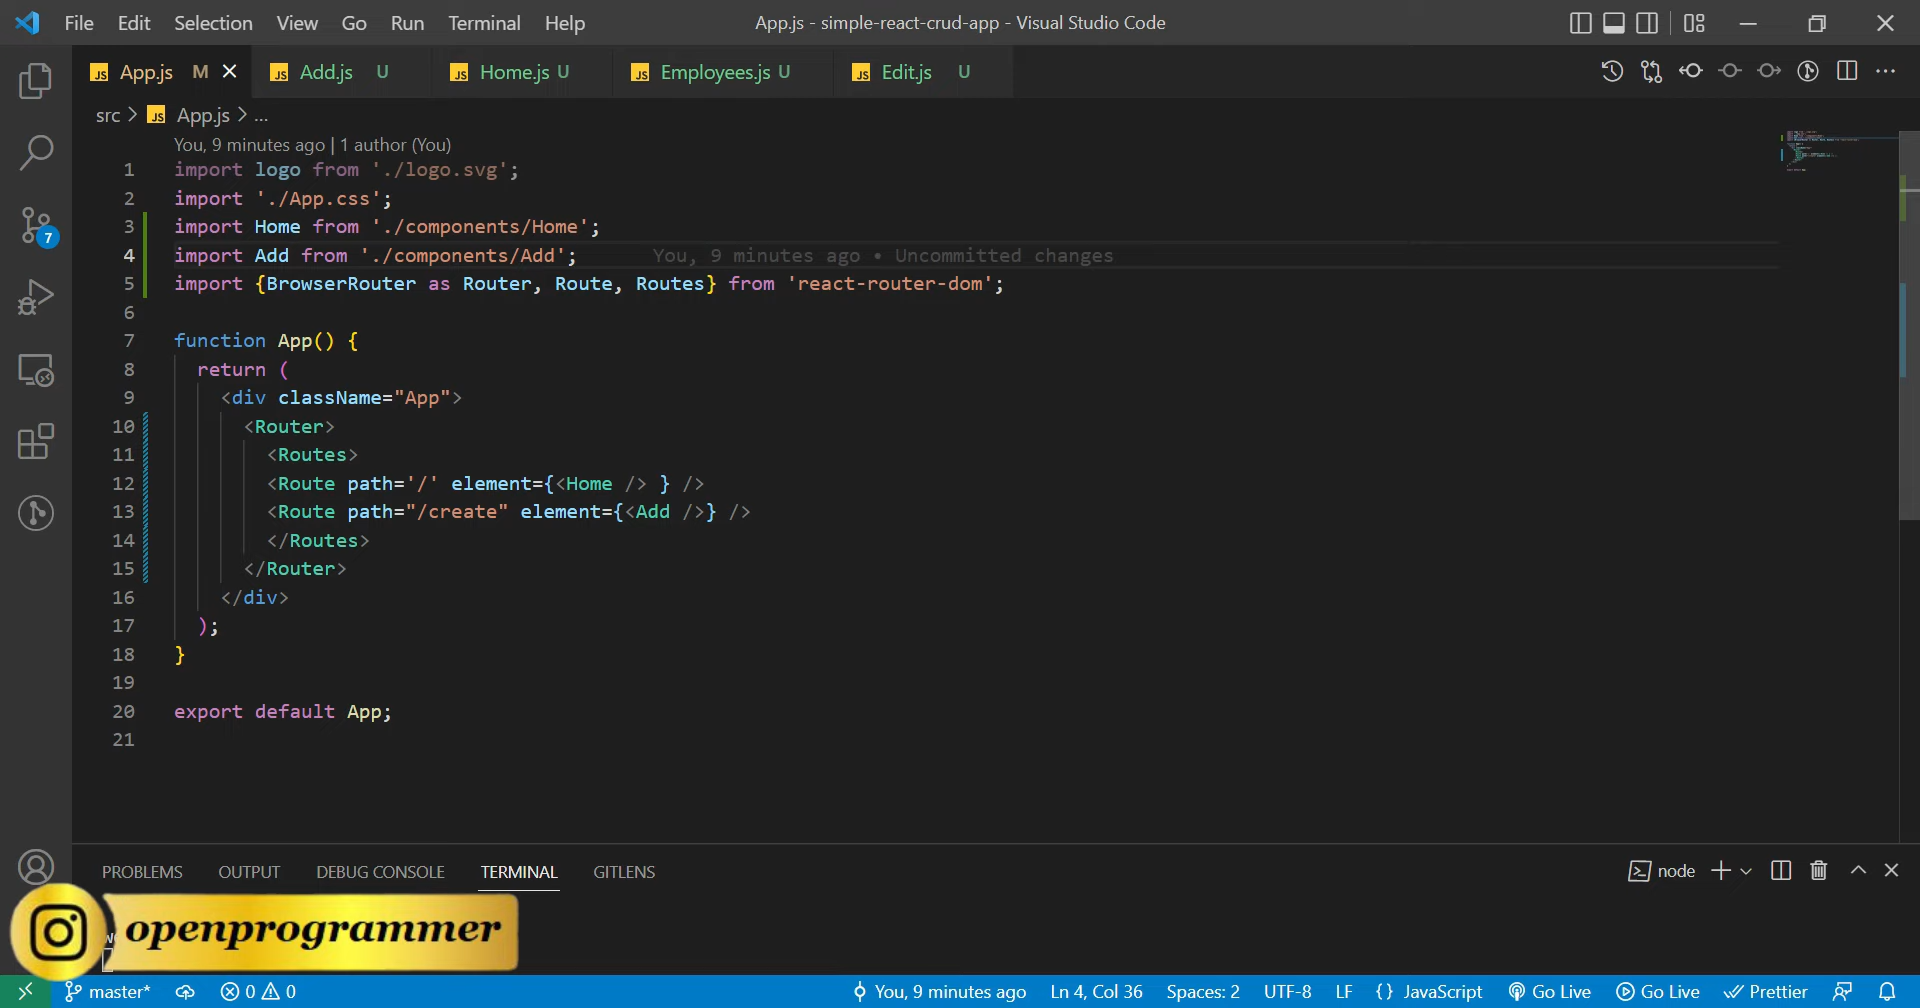 File Edit Selection View Go Run Terminal Help App.js - simple-react-crud-app - Visual Studio Code
JS App.js M JS Add.js U JS Home.js U JS Employees.js U JS Edit.js U
src > JS App.js > ...
You, 9 minutes ago | 1 author (You)
1 import logo from './logo.svg';
2 import './App.css';
3 import Home from './components/Home';
4 import Add from './components/Add'; You, 9 minutes ago • Uncommitted changes
5 import {BrowserRouter as Router, Route, Routes} from 'react-router-dom';
6
7 function App() {
8 return (
9 <div className="App">
10 <Router>
11 <Routes>
12 <Route path='/' element={<Home /> } />
13 <Route path="/create" element={<Add />} />
14 </Routes>
15 </Router>
16 </div>
17 );
18 }
19
20 export default App;
21
7
PROBLEMS OUTPUT DEBUG CONSOLE TERMINAL GITLENS node
openprogrammer
master* 0 0 You, 9 minutes ago Ln 4, Col 36 Spaces: 2 UTF-8 LF {} JavaScript Go Live Go Live Prettier